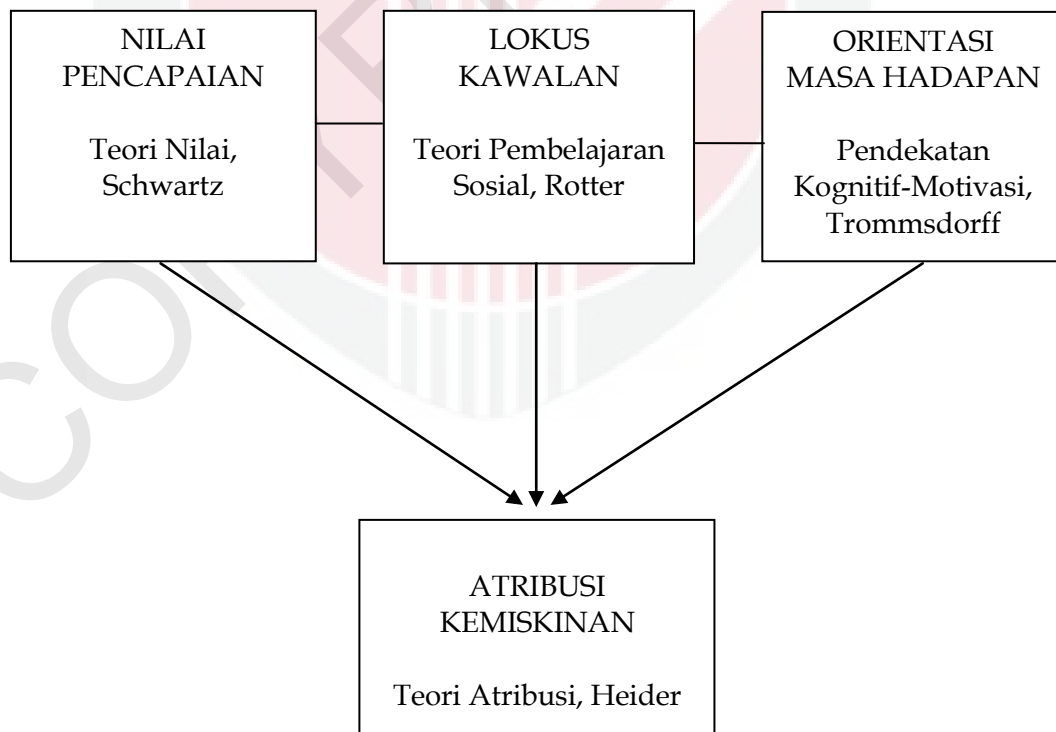 NILAI
PENCAPAIAN
Teori Nilai,
Schwartz
LOKUS
KAWALAN
Teori Pembelajaran
Sosial, Rotter
ORIENTASI
MASA HADAPAN
Pendekatan
Kognitif-Motivasi,
Trommsdorff
ATRIBUSI
KEMISKINAN
Teori Atribusi, Heider